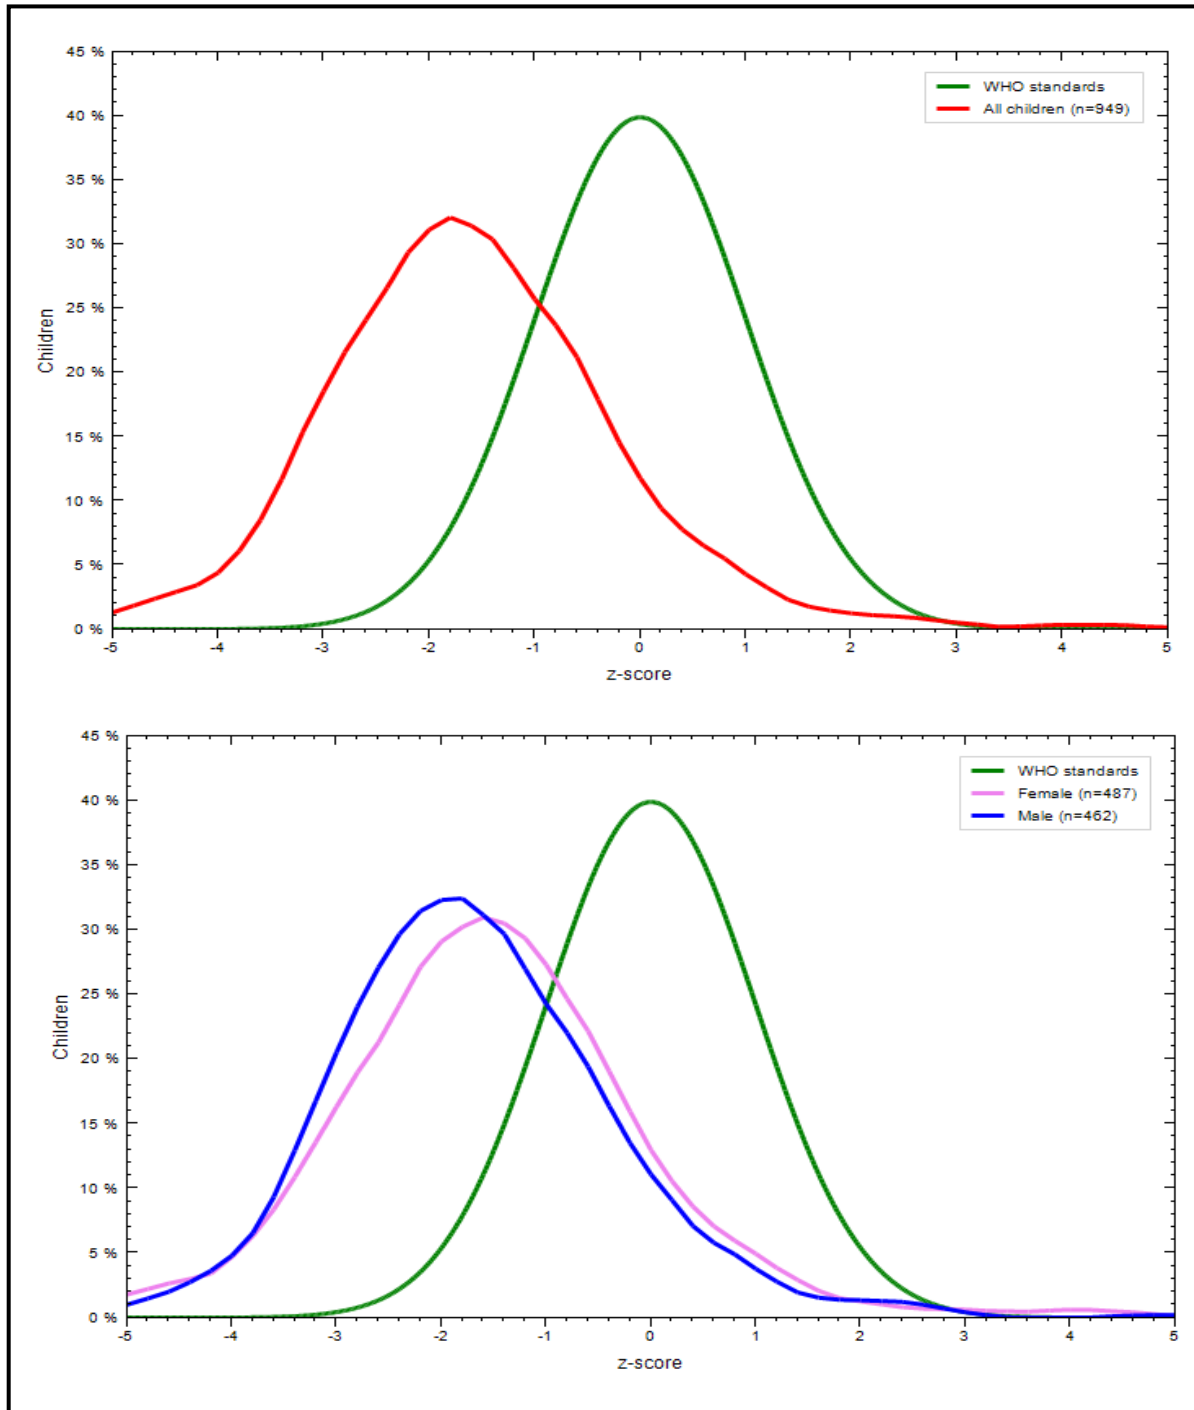 45 %
40 %
35 %
30 %
25 %
20 %
15 %
10 %
5 %
0 %
Children
WHO standards
All children (n=949)
-5 -4 -3 -2 -1 0 1 2 3 4 5
z-score
45 %
40 %
35 %
30 %
25 %
20 %
15 %
10 %
5 %
0 %
Children
WHO standards
Female (n=487)
Male (n=462)
-5 -4 -3 -2 -1 0 1 2 3 4 5
z-score